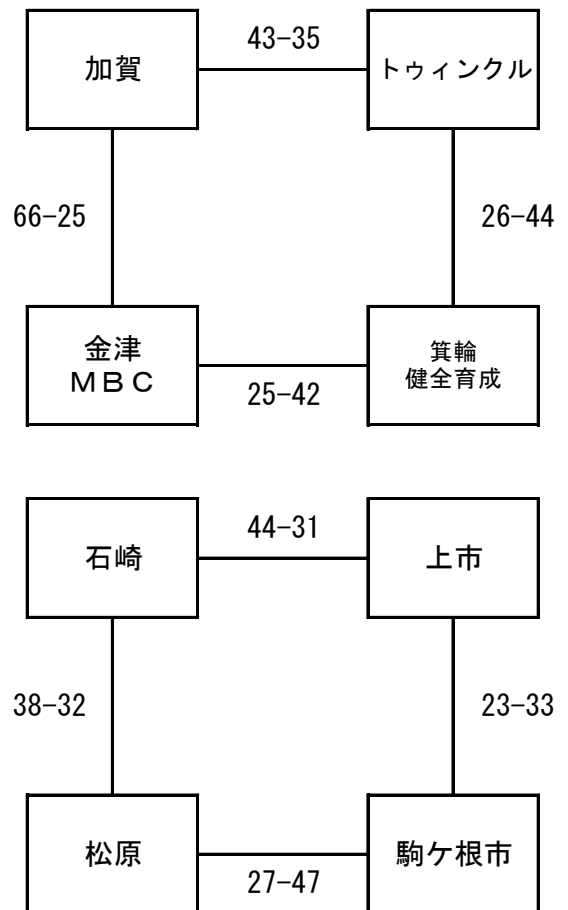 43-35
加賀
トゥィンクル
66-25
26-44
金津
ＭＢＣ
箕輪
健全育成
25-42
44-31
石崎
上市
38-32
23-33
松原
駒ケ根市
27-47